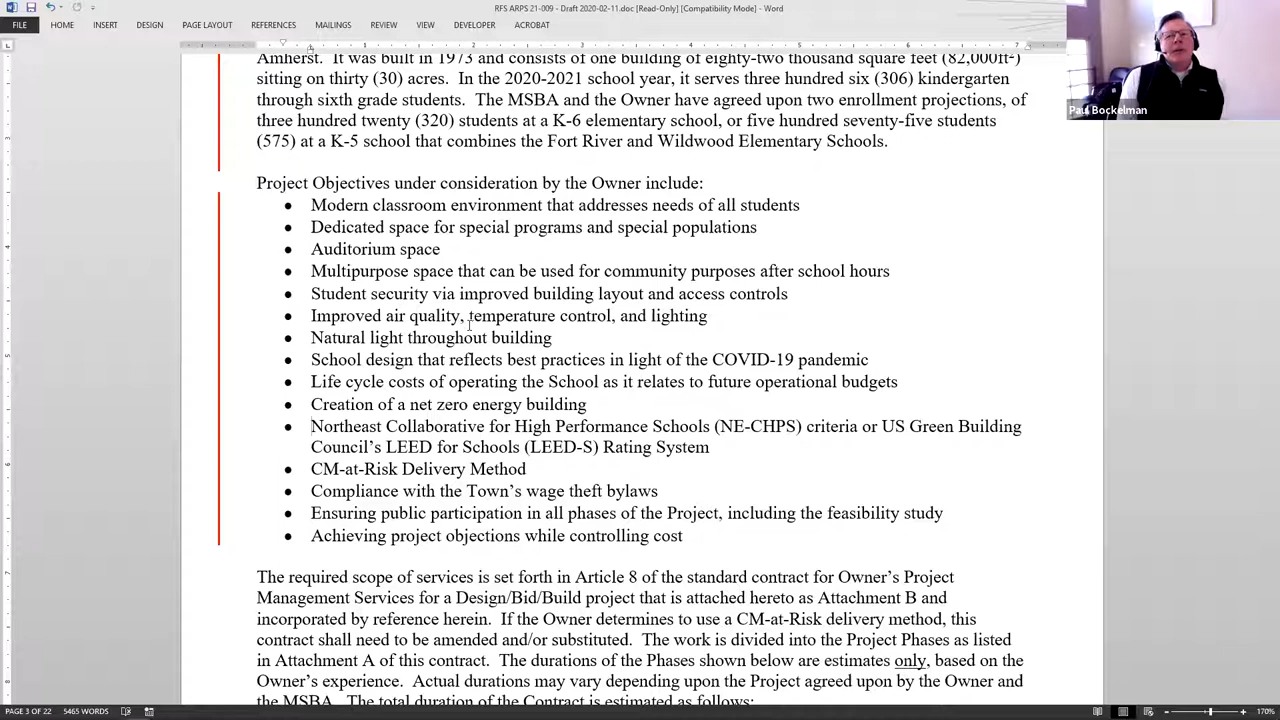 RFS ARPS 21-009 - Draft 2020-02-11.doc [Read-Only] [Compatibility Mode] - Word
FILE HOME INSERT DESIGN PAGE LAYOUT REFERENCES MAILINGS REVIEW VIEW DEVELOPER ACROBAT
Paul Bockelman
Amherst. It was built in 1973 and consists of one building of eighty-two thousand square feet (82,000ft²)
sitting on thirty (30) acres. In the 2020-2021 school year, it serves three hundred six (306) kindergarten
through sixth grade students. The MSBA and the Owner have agreed upon two enrollment projections, of
three hundred twenty (320) students at a K-6 elementary school, or five hundred seventy-five students
(575) at a K-5 school that combines the Fort River and Wildwood Elementary Schools.
Project Objectives under consideration by the Owner include:
● Modern classroom environment that addresses needs of all students
● Dedicated space for special programs and special populations
● Auditorium space
● Multipurpose space that can be used for community purposes after school hours
● Student security via improved building layout and access controls
● Improved air quality, temperature control, and lighting
● Natural light throughout building
● School design that reflects best practices in light of the COVID-19 pandemic
● Life cycle costs of operating the School as it relates to future operational budgets
● Creation of a net zero energy building
● Northeast Collaborative for High Performance Schools (NE-CHPS) criteria or US Green Building
Council's LEED for Schools (LEED-S) Rating System
● CM-at-Risk Delivery Method
● Compliance with the Town's wage theft bylaws
● Ensuring public participation in all phases of the Project, including the feasibility study
● Achieving project objectives while controlling cost
The required scope of services is set forth in Article 8 of the standard contract for Owner's Project
Management Services for a Design/Bid/Build project that is attached hereto as Attachment B and
incorporated by reference herein. If the Owner determines to use a CM-at-Risk delivery method, this
contract shall need to be amended and/or substituted. The work is divided into the Project Phases as listed
in Attachment A of this contract. The durations of the Phases shown below are estimates only, based on the
Owner's experience. Actual durations may vary depending upon the Project agreed upon by the Owner and
the MSBA. The total duration of the Contract is estimated as follows:
PAGE 3 OF 22 5465 WORDS 170%